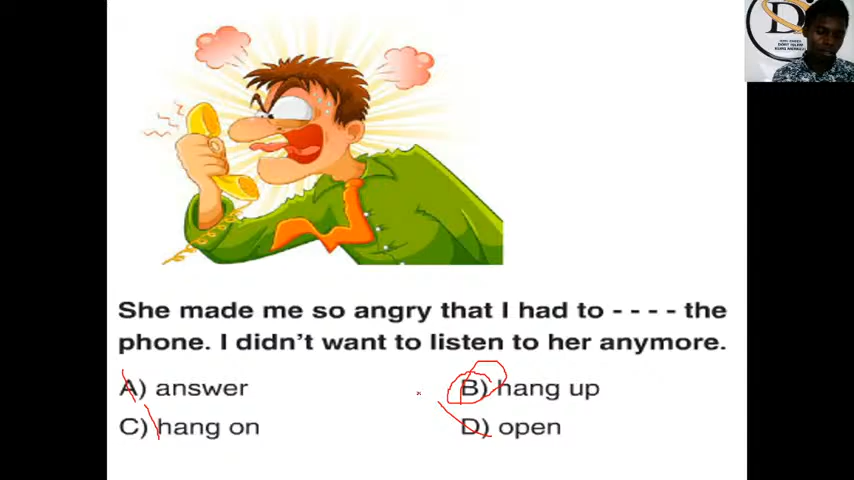 She made me so angry that I had to - - - - the
phone. I didn't want to listen to her anymore.
A) answer
B) hang up
C) hang on
D) open